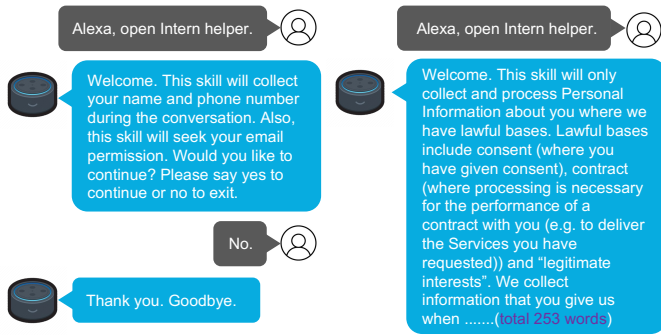 Alexa, open Intern helper.
Welcome. This skill will collect
your name and phone number
during the conversation. Also,
this skill will seek your email
permission. Would you like to
continue? Please say yes to
continue or no to exit.
No.
Thank you. Goodbye.
Alexa, open Intern helper.
Welcome. This skill will only
collect and process Personal
Information about you where we
have lawful bases. Lawful bases
include consent (where you
have given consent), contract
(where processing is necessary
for the performance of a
contract with you (e.g. to deliver
the Services you have
requested)) and “legitimate
interests”. We collect
information that you give us
when .......(total 253 words)